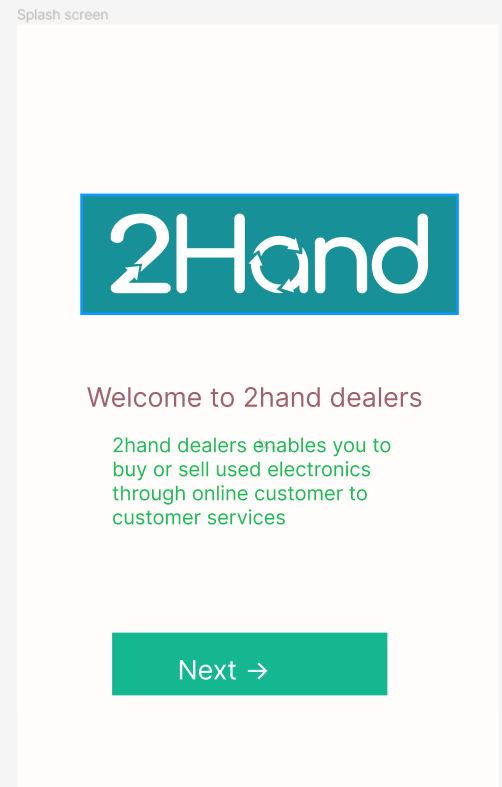 Splash screen
2Hand
Welcome to 2hand dealers
2hand dealers enables you to
buy or sell used electronics
through online customer to
customer services
Next →